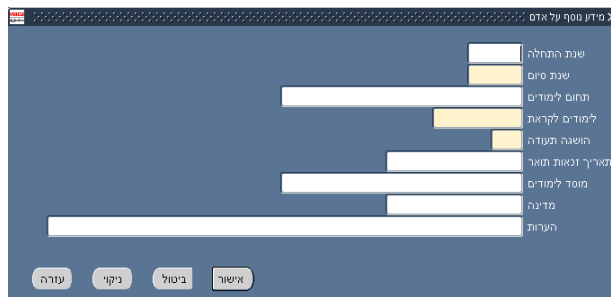 מידע נוסף על אדם
שנת התחלה
שנת סיום
תחום לימודים
לימודים לקראת
הושגה תעודה
תאריך זכאות תואר
מוסד לימודים
מדינה
הערות
אישור ביטול ניקוי עזרה